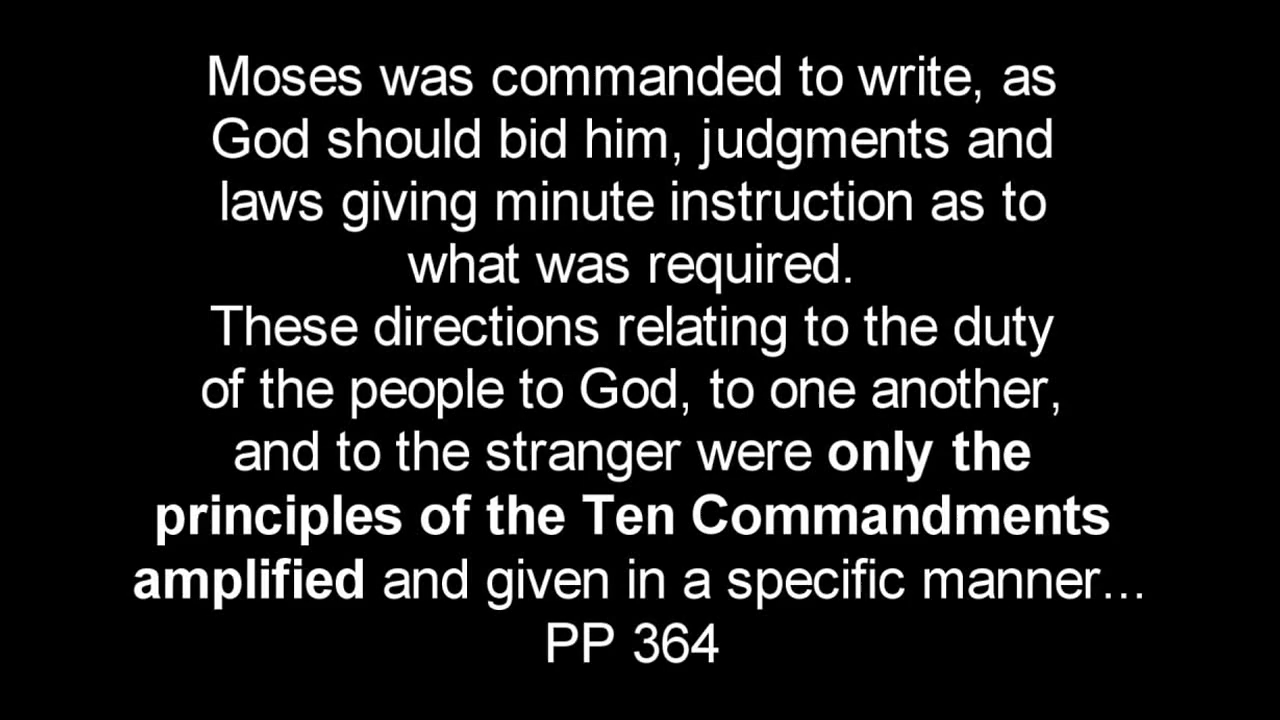 Moses was commanded to write, as
God should bid him, judgments and
laws giving minute instruction as to
what was required.
These directions relating to the duty
of the people to God, to one another,
and to the stranger were only the
principles of the Ten Commandments
amplified and given in a specific manner...
PP 364